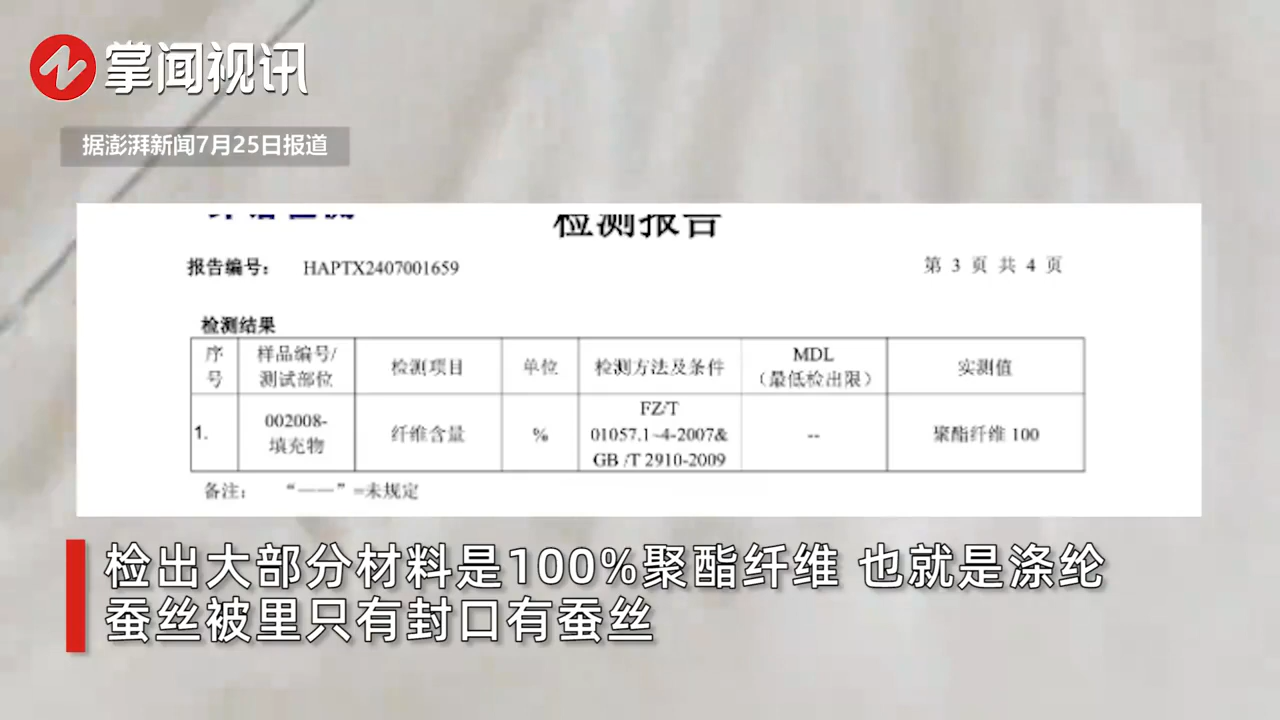 掌闻视讯
据澎湃新闻7月25日报道
检测报告
报告编号： HAPTX2407001659
第 3 页 共 4 页
检测结果
序号 样品编号/测试部位 检测项目 单位 检测方法及条件 MDL（最低检出限） 实测值
1. 002008-填充物 纤维含量 % FZ/T 01057.1~4-2007& GB /T 2910-2009 -- 聚酯纤维 100
备注： “——”=未规定
检出大部分材料是100%聚酯纤维 也就是涤纶
蚕丝被里只有封口有蚕丝